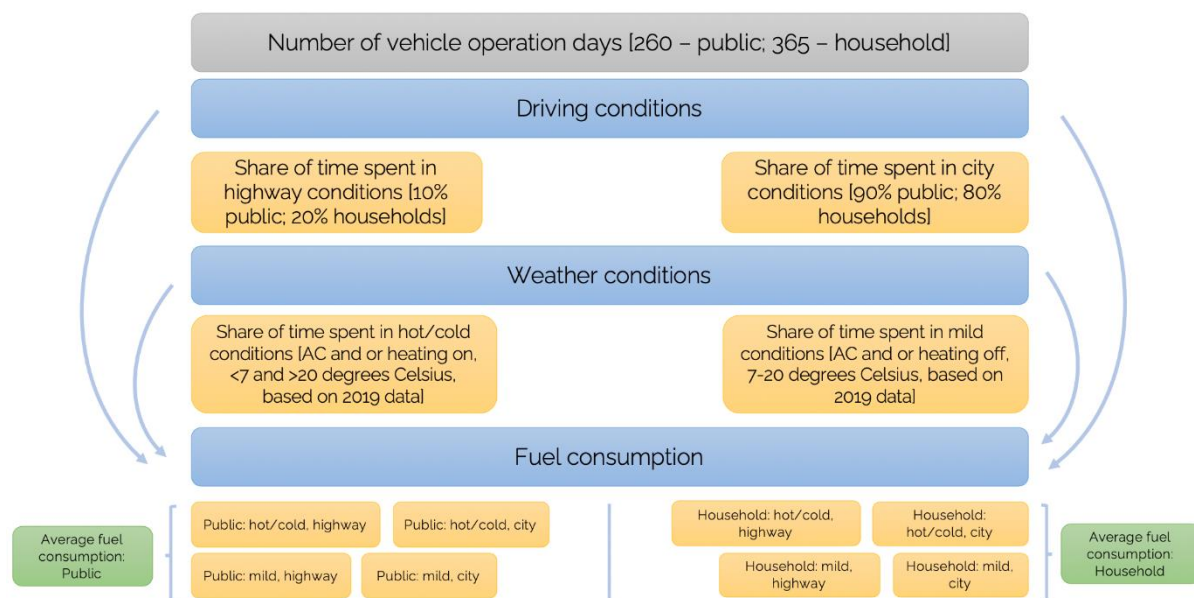 Number of vehicle operation days [260 – public; 365 – household]
Driving conditions
Share of time spent in
highway conditions [10%
public; 20% households]
Share of time spent in city
conditions [90% public; 80%
households]
Weather conditions
Share of time spent in hot/cold
conditions [AC and or heating on,
<7 and >20 degrees Celsius,
based on 2019 data]
Share of time spent in mild
conditions [AC and or heating off,
7-20 degrees Celsius, based on
2019 data]
Fuel consumption
Average fuel
consumption:
Public
Public: hot/cold, highway
Public: hot/cold, city
Public: mild, highway
Public: mild, city
Household: hot/cold,
highway
Household:
hot/cold, city
Household: mild,
highway
Household: mild,
city
Average fuel
consumption:
Household